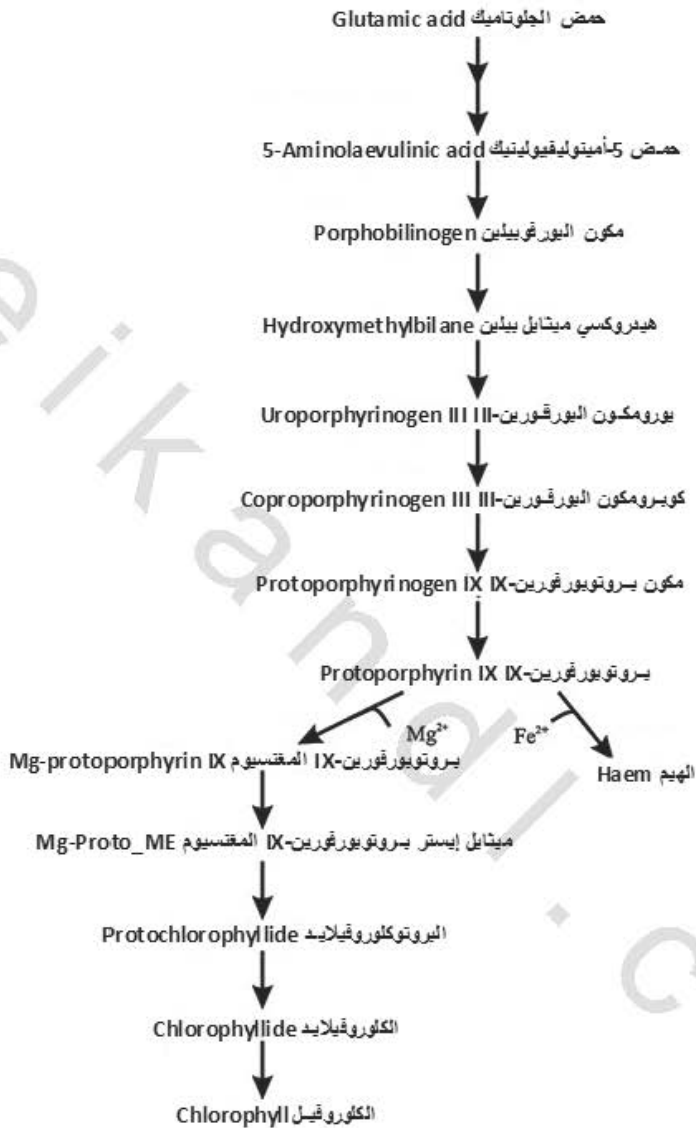 Glutamic acid حمض الجلوتاميك
5-Aminolaevulinic acid حمض 5-أمينوليفيولينيك
Porphobilinogen مكون البورفوبيلين
Hydroxymethylbilane هيدروكسي ميثايل بيلين
Uroporphyrinogen III III-يورومكون البورفورين
Coproporphyrinogen III III-كوبرومكون البورفورين
Protoporphyrinogen IX IX-مكون بروتوبورفورين
Protoporphyrin IX IX-بروتوبورفورين
Mg²⁺
Fe²⁺
Mg-protoporphyrin IX بروتوبورفورين-IX المغنسيوم
Haem الهيم
Mg-Proto_ME ميثايل إيستر بروتوبورفورين-IX المغنسيوم
Protochlorophyllide البروتوكلوروفيلايد
Chlorophyllide الكلوروفيلايد
Chlorophyll الكلوروفيل
eikandl.c